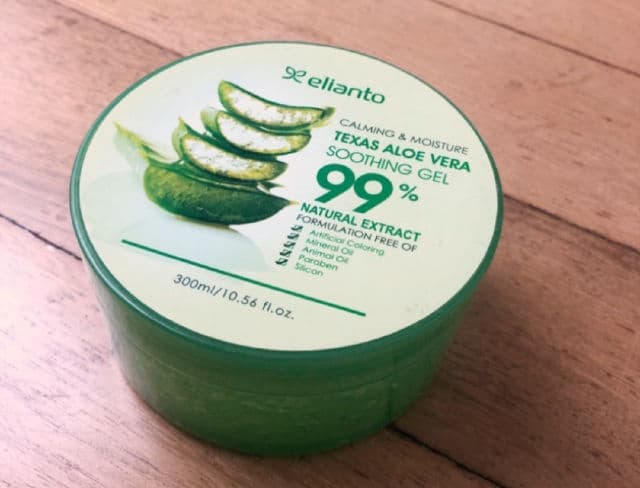 elianto
CALMING & MOISTURE
TEXAS ALOE VERA
SOOTHING GEL
99%
NATURAL EXTRACT
FORMULATION FREE OF
Artificial Coloring
Mineral Oil
Animal Oil
Paraben
Silicon
300ml/10.56 fl.oz.